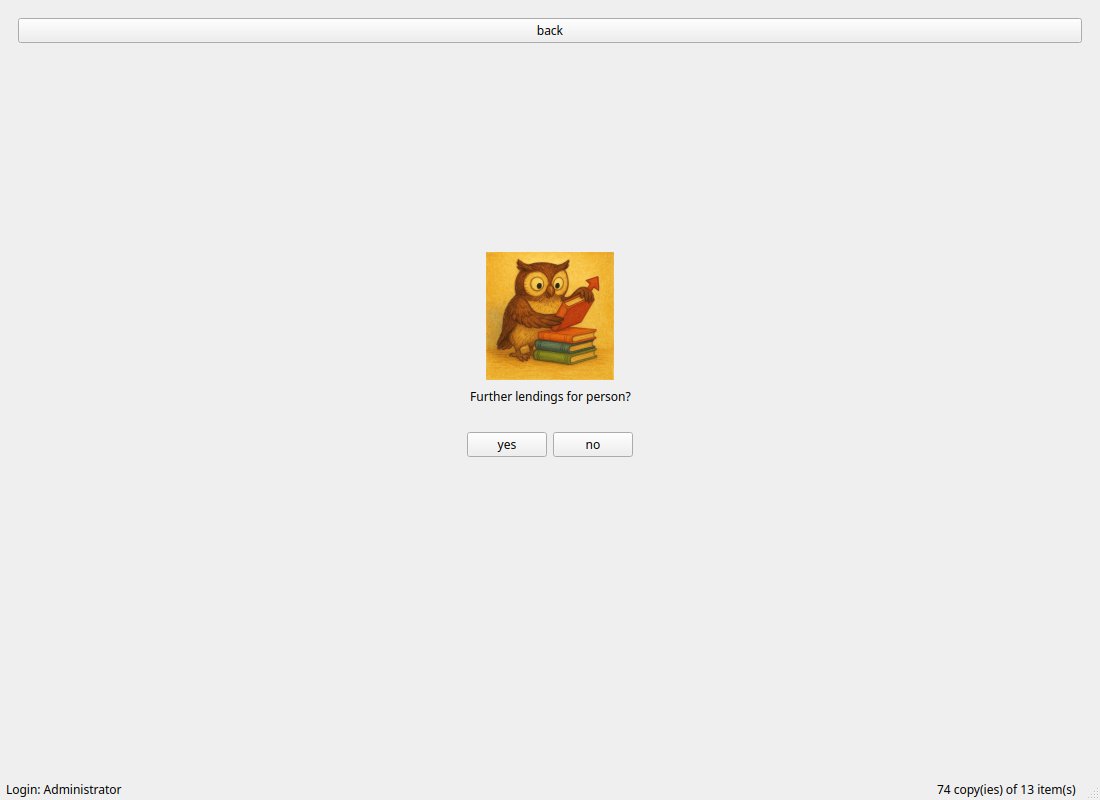 back
Further lendings for person?
yes no
Login: Administrator 74 copy(ies) of 13 item(s)